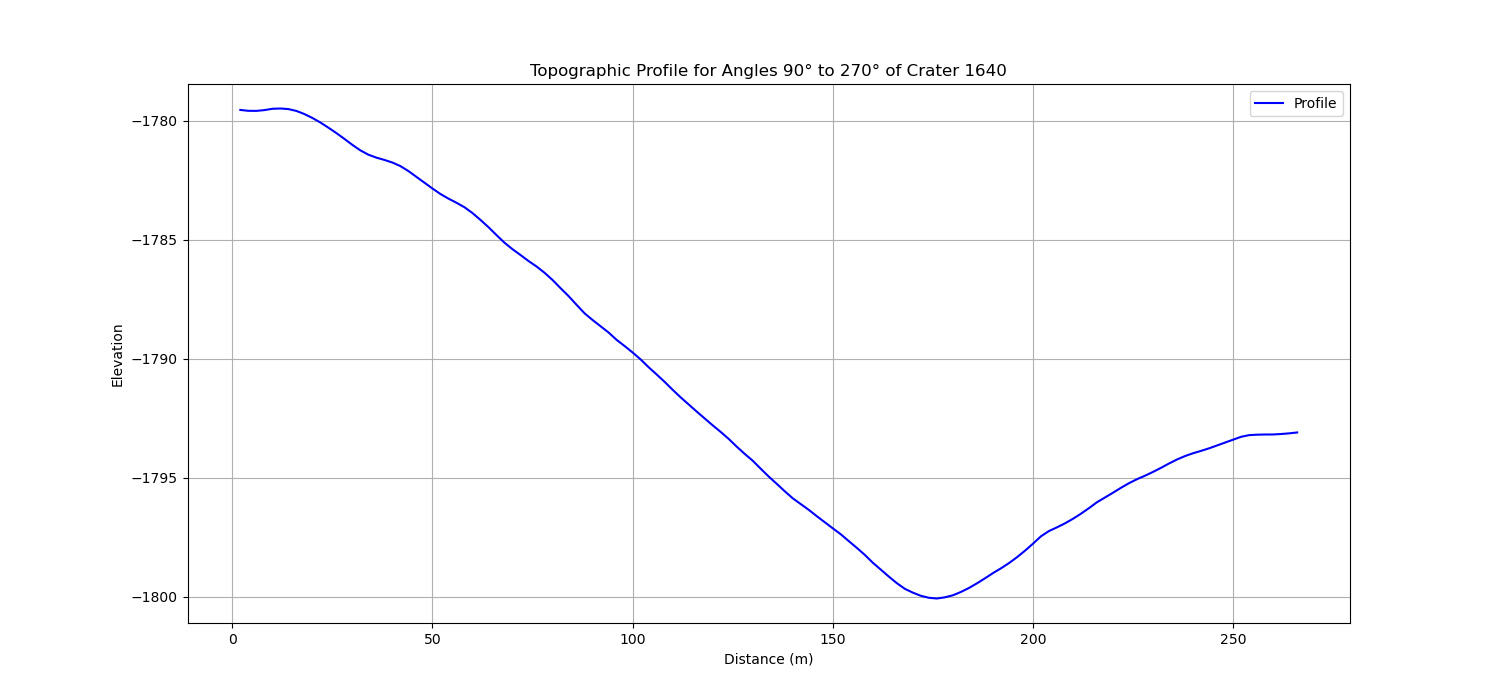 Topographic Profile for Angles 90° to 270° of Crater 1640
Profile
−1780
−1785
−1790
−1795
−1800
Elevation
0 50 100 150 200 250
Distance (m)